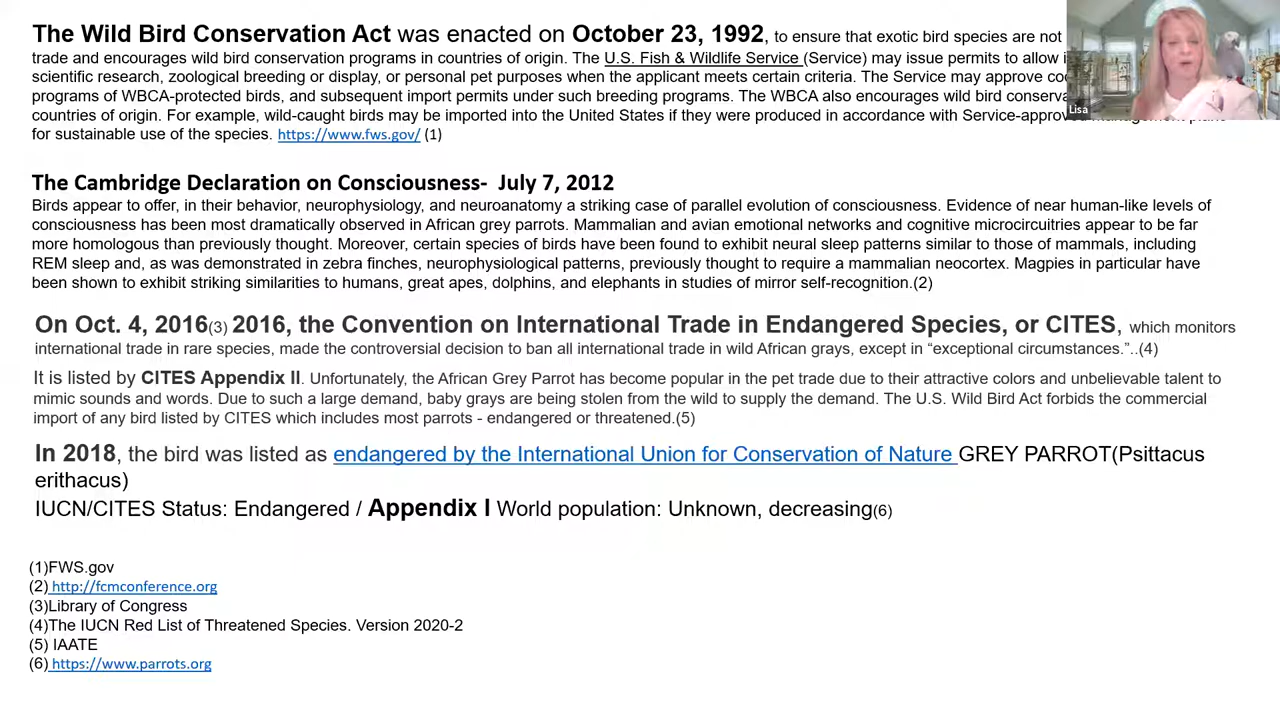 The Wild Bird Conservation Act was enacted on October 23, 1992, to ensure that exotic bird species are not
trade and encourages wild bird conservation programs in countries of origin. The U.S. Fish & Wildlife Service (Service) may issue permits to allow
scientific research, zoological breeding or display, or personal pet purposes when the applicant meets certain criteria. The Service may approve
programs of WBCA-protected birds, and subsequent import permits under such breeding programs. The WBCA also encourages wild bird
countries of origin. For example, wild-caught birds may be imported into the United States if they were produced in accordance with Service-approved management plans
for sustainable use of the species. https://www.fws.gov/ (1)
Lisa
The Cambridge Declaration on Consciousness- July 7, 2012
Birds appear to offer, in their behavior, neurophysiology, and neuroanatomy a striking case of parallel evolution of consciousness. Evidence of near human-like levels of
consciousness has been most dramatically observed in African grey parrots. Mammalian and avian emotional networks and cognitive microcircuitries appear to be far
more homologous than previously thought. Moreover, certain species of birds have been found to exhibit neural sleep patterns similar to those of mammals, including
REM sleep and, as was demonstrated in zebra finches, neurophysiological patterns, previously thought to require a mammalian neocortex. Magpies in particular have
been shown to exhibit striking similarities to humans, great apes, dolphins, and elephants in studies of mirror self-recognition.(2)
On Oct. 4, 2016(3) 2016, the Convention on International Trade in Endangered Species, or CITES, which monitors
international trade in rare species, made the controversial decision to ban all international trade in wild African grays, except in “exceptional circumstances.”..(4)
It is listed by CITES Appendix II. Unfortunately, the African Grey Parrot has become popular in the pet trade due to their attractive colors and unbelievable talent to
mimic sounds and words. Due to such a large demand, baby grays are being stolen from the wild to supply the demand. The U.S. Wild Bird Act forbids the commercial
import of any bird listed by CITES which includes most parrots - endangered or threatened.(5)
In 2018, the bird was listed as endangered by the International Union for Conservation of Nature GREY PARROT(Psittacus
erithacus)
IUCN/CITES Status: Endangered / Appendix I World population: Unknown, decreasing(6)
(1)FWS.gov
(2) http://fcmconference.org
(3)Library of Congress
(4)The IUCN Red List of Threatened Species. Version 2020-2
(5) IAATE
(6) https://www.parrots.org